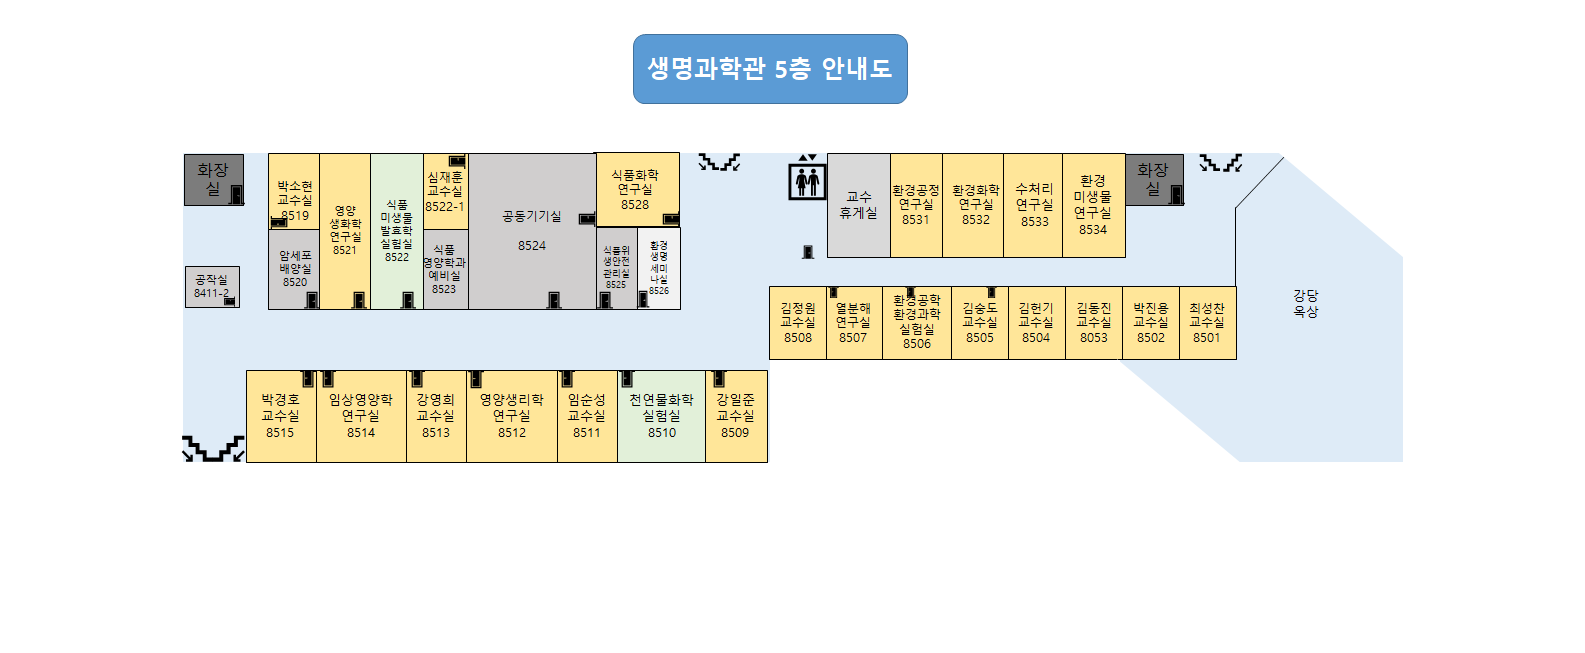 생명과학관 5층 안내도
화장
실
박소현
교수실
8519
암세포
배양실
8520
영양
생화학
연구실
8521
식품
미생물
발효학
실험실
8522
심재훈
교수실
8522-1
식품
영양학과
예비실
8523
공동기기실
8524
식품화학
연구실
8528
식품위
생안전
관리실
8525
환경
생명
세미
나실
8526
교수
휴게실
환경공정
연구실
8531
환경화학
연구실
8532
수처리
연구실
8533
환경
미생물
연구실
8534
화장
실
공작실
8411-2
김정원
교수실
8508
열분해
연구실
8507
환경공학
환경과학
실험실
8506
김숭도
교수실
8505
김헌기
교수실
8504
김동진
교수실
8053
박진용
교수실
8502
최성찬
교수실
8501
강당
옥상
박경호
교수실
8515
임상영양학
연구실
8514
강영희
교수실
8513
영양생리학
연구실
8512
임순성
교수실
8511
천연물화학
실험실
8510
강일준
교수실
8509